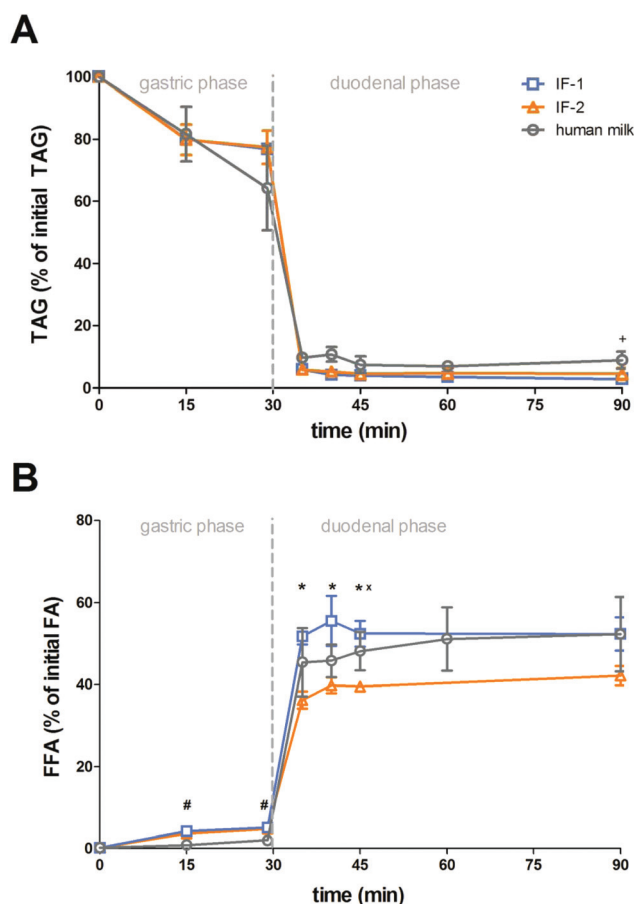 A
gastric phase
duodenal phase
IF-1
IF-2
human milk
TAG (% of initial TAG)
100
80
60
40
20
0
+
0 15 30 45 60 75 90
time (min)
B
gastric phase
duodenal phase
FFA (% of initial FA)
80
60
40
20
0
* * * x
# #
0 15 30 45 60 75 90
time (min)